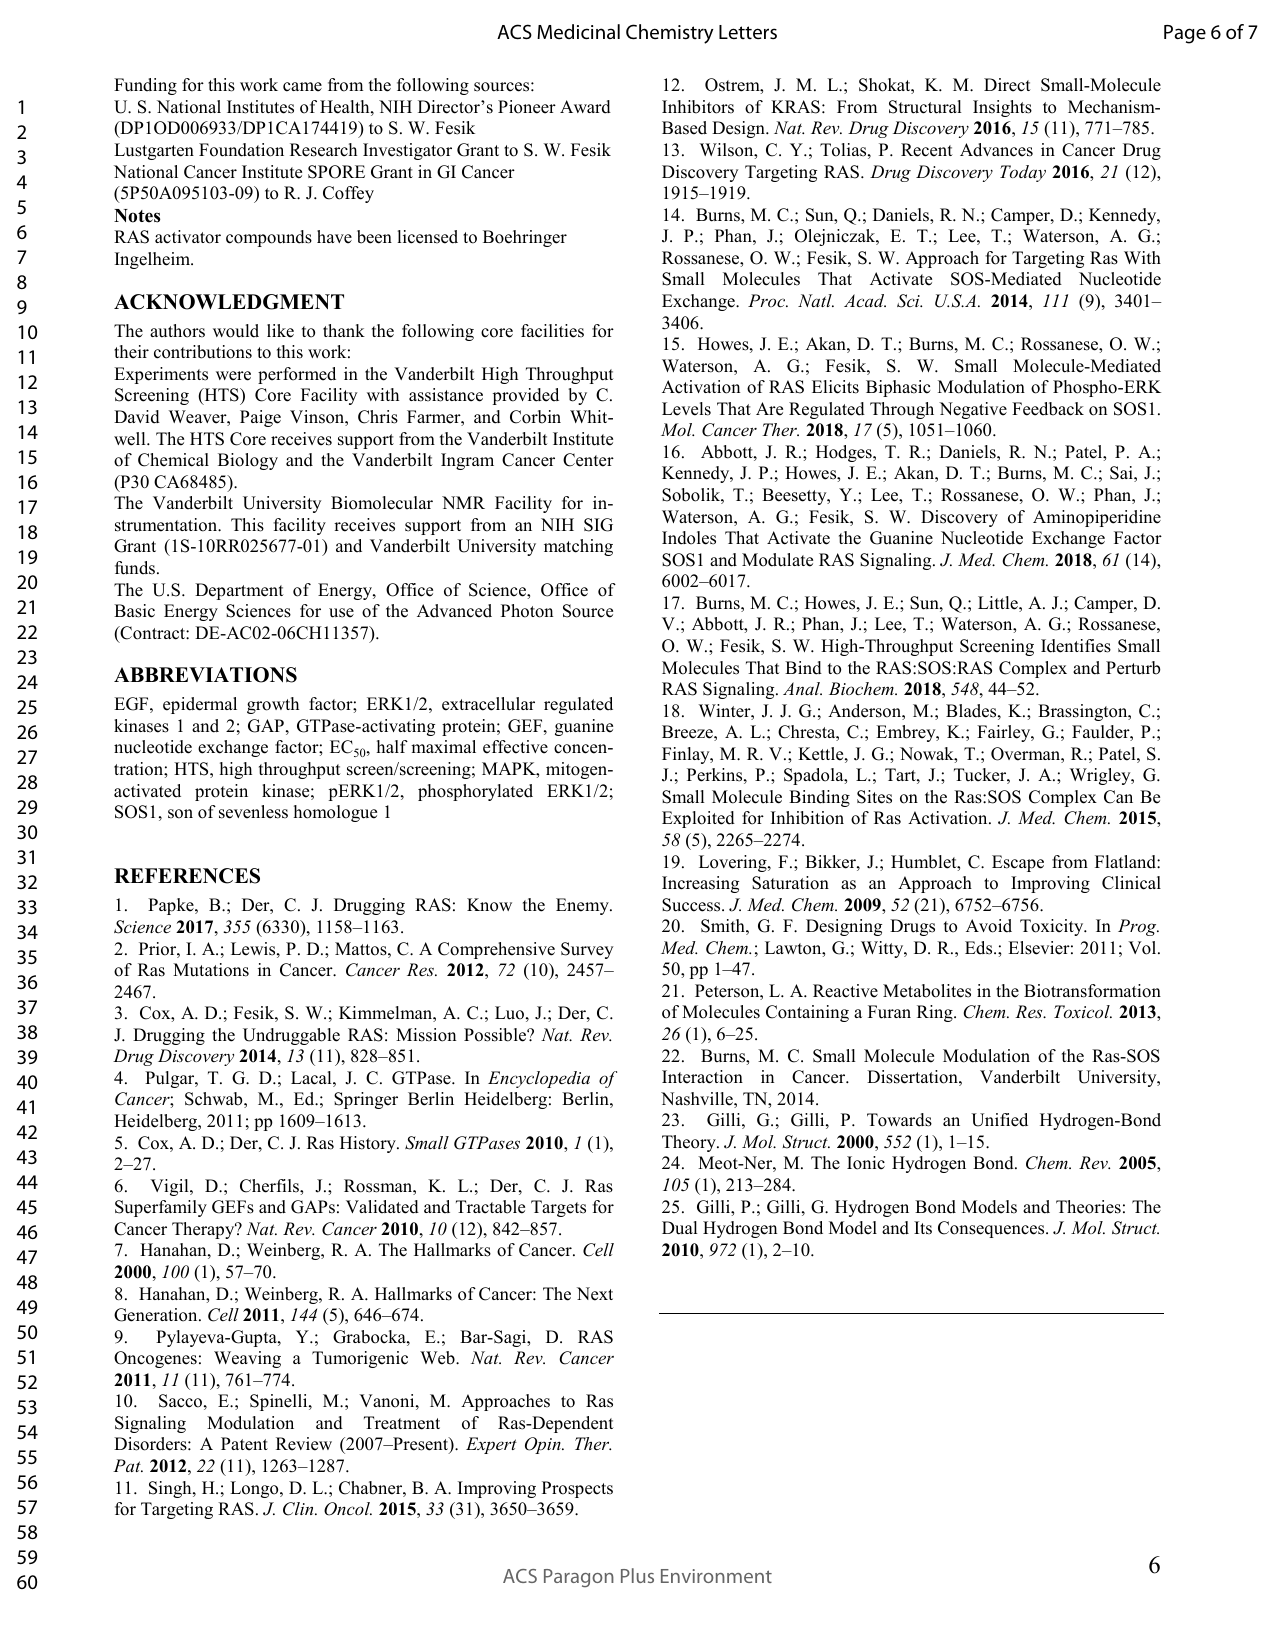 ACS Medicinal Chemistry Letters
Page 6 of 7
1
2
3
4
5
6
7
8
9
10
11
12
13
14
15
16
17
18
19
20
21
22
23
24
25
26
27
28
29
30
31
32
33
34
35
36
37
38
39
40
41
42
43
44
45
46
47
48
49
50
51
52
53
54
55
56
57
58
59
60
Funding for this work came from the following sources:
U. S. National Institutes of Health, NIH Director’s Pioneer Award
(DP1OD006933/DP1CA174419) to S. W. Fesik
Lustgarten Foundation Research Investigator Grant to S. W. Fesik
National Cancer Institute SPORE Grant in GI Cancer
(5P50A095103-09) to R. J. Coffey
Notes
RAS activator compounds have been licensed to Boehringer
Ingelheim.
ACKNOWLEDGMENT
The authors would like to thank the following core facilities for
their contributions to this work:
Experiments were performed in the Vanderbilt High Throughput
Screening (HTS) Core Facility with assistance provided by C.
David Weaver, Paige Vinson, Chris Farmer, and Corbin Whit-
well. The HTS Core receives support from the Vanderbilt Institute
of Chemical Biology and the Vanderbilt Ingram Cancer Center
(P30 CA68485).
The Vanderbilt University Biomolecular NMR Facility for in-
strumentation. This facility receives support from an NIH SIG
Grant (1S-10RR025677-01) and Vanderbilt University matching
funds.
The U.S. Department of Energy, Office of Science, Office of
Basic Energy Sciences for use of the Advanced Photon Source
(Contract: DE-AC02-06CH11357).
ABBREVIATIONS
EGF, epidermal growth factor; ERK1/2, extracellular regulated
kinases 1 and 2; GAP, GTPase-activating protein; GEF, guanine
nucleotide exchange factor; EC50, half maximal effective concen-
tration; HTS, high throughput screen/screening; MAPK, mitogen-
activated protein kinase; pERK1/2, phosphorylated ERK1/2;
SOS1, son of sevenless homologue 1
REFERENCES
1. Papke, B.; Der, C. J. Drugging RAS: Know the Enemy.
Science 2017, 355 (6330), 1158–1163.
2. Prior, I. A.; Lewis, P. D.; Mattos, C. A Comprehensive Survey
of Ras Mutations in Cancer. Cancer Res. 2012, 72 (10), 2457–
2467.
3. Cox, A. D.; Fesik, S. W.; Kimmelman, A. C.; Luo, J.; Der, C.
J. Drugging the Undruggable RAS: Mission Possible? Nat. Rev.
Drug Discovery 2014, 13 (11), 828–851.
4. Pulgar, T. G. D.; Lacal, J. C. GTPase. In Encyclopedia of
Cancer; Schwab, M., Ed.; Springer Berlin Heidelberg: Berlin,
Heidelberg, 2011; pp 1609–1613.
5. Cox, A. D.; Der, C. J. Ras History. Small GTPases 2010, 1 (1),
2–27.
6. Vigil, D.; Cherfils, J.; Rossman, K. L.; Der, C. J. Ras
Superfamily GEFs and GAPs: Validated and Tractable Targets for
Cancer Therapy? Nat. Rev. Cancer 2010, 10 (12), 842–857.
7. Hanahan, D.; Weinberg, R. A. The Hallmarks of Cancer. Cell
2000, 100 (1), 57–70.
8. Hanahan, D.; Weinberg, R. A. Hallmarks of Cancer: The Next
Generation. Cell 2011, 144 (5), 646–674.
9. Pylayeva-Gupta, Y.; Grabocka, E.; Bar-Sagi, D. RAS
Oncogenes: Weaving a Tumorigenic Web. Nat. Rev. Cancer
2011, 11 (11), 761–774.
10. Sacco, E.; Spinelli, M.; Vanoni, M. Approaches to Ras
Signaling Modulation and Treatment of Ras-Dependent
Disorders: A Patent Review (2007–Present). Expert Opin. Ther.
Pat. 2012, 22 (11), 1263–1287.
11. Singh, H.; Longo, D. L.; Chabner, B. A. Improving Prospects
for Targeting RAS. J. Clin. Oncol. 2015, 33 (31), 3650–3659.
12. Ostrem, J. M. L.; Shokat, K. M. Direct Small-Molecule
Inhibitors of KRAS: From Structural Insights to Mechanism-
Based Design. Nat. Rev. Drug Discovery 2016, 15 (11), 771–785.
13. Wilson, C. Y.; Tolias, P. Recent Advances in Cancer Drug
Discovery Targeting RAS. Drug Discovery Today 2016, 21 (12),
1915–1919.
14. Burns, M. C.; Sun, Q.; Daniels, R. N.; Camper, D.; Kennedy,
J. P.; Phan, J.; Olejniczak, E. T.; Lee, T.; Waterson, A. G.;
Rossanese, O. W.; Fesik, S. W. Approach for Targeting Ras With
Small Molecules That Activate SOS-Mediated Nucleotide
Exchange. Proc. Natl. Acad. Sci. U.S.A. 2014, 111 (9), 3401–
3406.
15. Howes, J. E.; Akan, D. T.; Burns, M. C.; Rossanese, O. W.;
Waterson, A. G.; Fesik, S. W. Small Molecule-Mediated
Activation of RAS Elicits Biphasic Modulation of Phospho-ERK
Levels That Are Regulated Through Negative Feedback on SOS1.
Mol. Cancer Ther. 2018, 17 (5), 1051–1060.
16. Abbott, J. R.; Hodges, T. R.; Daniels, R. N.; Patel, P. A.;
Kennedy, J. P.; Howes, J. E.; Akan, D. T.; Burns, M. C.; Sai, J.;
Sobolik, T.; Beesetty, Y.; Lee, T.; Rossanese, O. W.; Phan, J.;
Waterson, A. G.; Fesik, S. W. Discovery of Aminopiperidine
Indoles That Activate the Guanine Nucleotide Exchange Factor
SOS1 and Modulate RAS Signaling. J. Med. Chem. 2018, 61 (14),
6002–6017.
17. Burns, M. C.; Howes, J. E.; Sun, Q.; Little, A. J.; Camper, D.
V.; Abbott, J. R.; Phan, J.; Lee, T.; Waterson, A. G.; Rossanese,
O. W.; Fesik, S. W. High-Throughput Screening Identifies Small
Molecules That Bind to the RAS:SOS:RAS Complex and Perturb
RAS Signaling. Anal. Biochem. 2018, 548, 44–52.
18. Winter, J. J. G.; Anderson, M.; Blades, K.; Brassington, C.;
Breeze, A. L.; Chresta, C.; Embrey, K.; Fairley, G.; Faulder, P.;
Finlay, M. R. V.; Kettle, J. G.; Nowak, T.; Overman, R.; Patel, S.
J.; Perkins, P.; Spadola, L.; Tart, J.; Tucker, J. A.; Wrigley, G.
Small Molecule Binding Sites on the Ras:SOS Complex Can Be
Exploited for Inhibition of Ras Activation. J. Med. Chem. 2015,
58 (5), 2265–2274.
19. Lovering, F.; Bikker, J.; Humblet, C. Escape from Flatland:
Increasing Saturation as an Approach to Improving Clinical
Success. J. Med. Chem. 2009, 52 (21), 6752–6756.
20. Smith, G. F. Designing Drugs to Avoid Toxicity. In Prog.
Med. Chem.; Lawton, G.; Witty, D. R., Eds.; Elsevier: 2011; Vol.
50, pp 1–47.
21. Peterson, L. A. Reactive Metabolites in the Biotransformation
of Molecules Containing a Furan Ring. Chem. Res. Toxicol. 2013,
26 (1), 6–25.
22. Burns, M. C. Small Molecule Modulation of the Ras-SOS
Interaction in Cancer. Dissertation, Vanderbilt University,
Nashville, TN, 2014.
23. Gilli, G.; Gilli, P. Towards an Unified Hydrogen-Bond
Theory. J. Mol. Struct. 2000, 552 (1), 1–15.
24. Meot-Ner, M. The Ionic Hydrogen Bond. Chem. Rev. 2005,
105 (1), 213–284.
25. Gilli, P.; Gilli, G. Hydrogen Bond Models and Theories: The
Dual Hydrogen Bond Model and Its Consequences. J. Mol. Struct.
2010, 972 (1), 2–10.
6
ACS Paragon Plus Environment